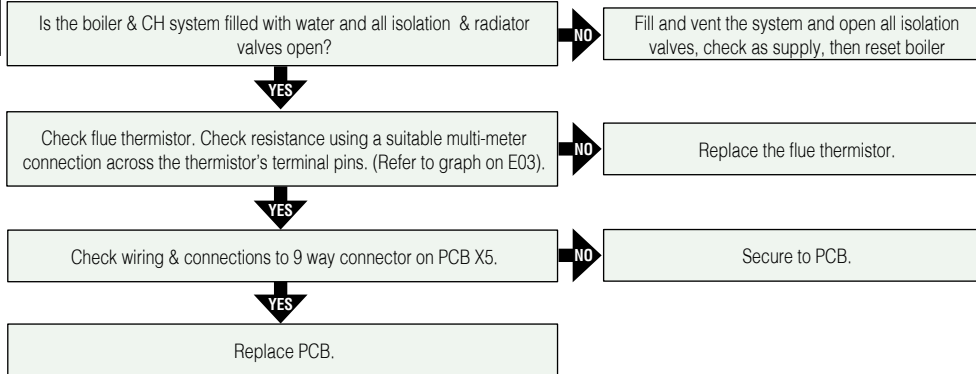 Is the boiler & CH system filled with water and all isolation & radiator
valves open?
NO
Fill and vent the system and open all isolation
valves, check as supply, then reset boiler
YES
Check flue thermistor. Check resistance using a suitable multi-meter
connection across the thermistor's terminal pins. (Refer to graph on E03).
NO
Replace the flue thermistor.
YES
Check wiring & connections to 9 way connector on PCB X5.
NO
Secure to PCB.
YES
Replace PCB.